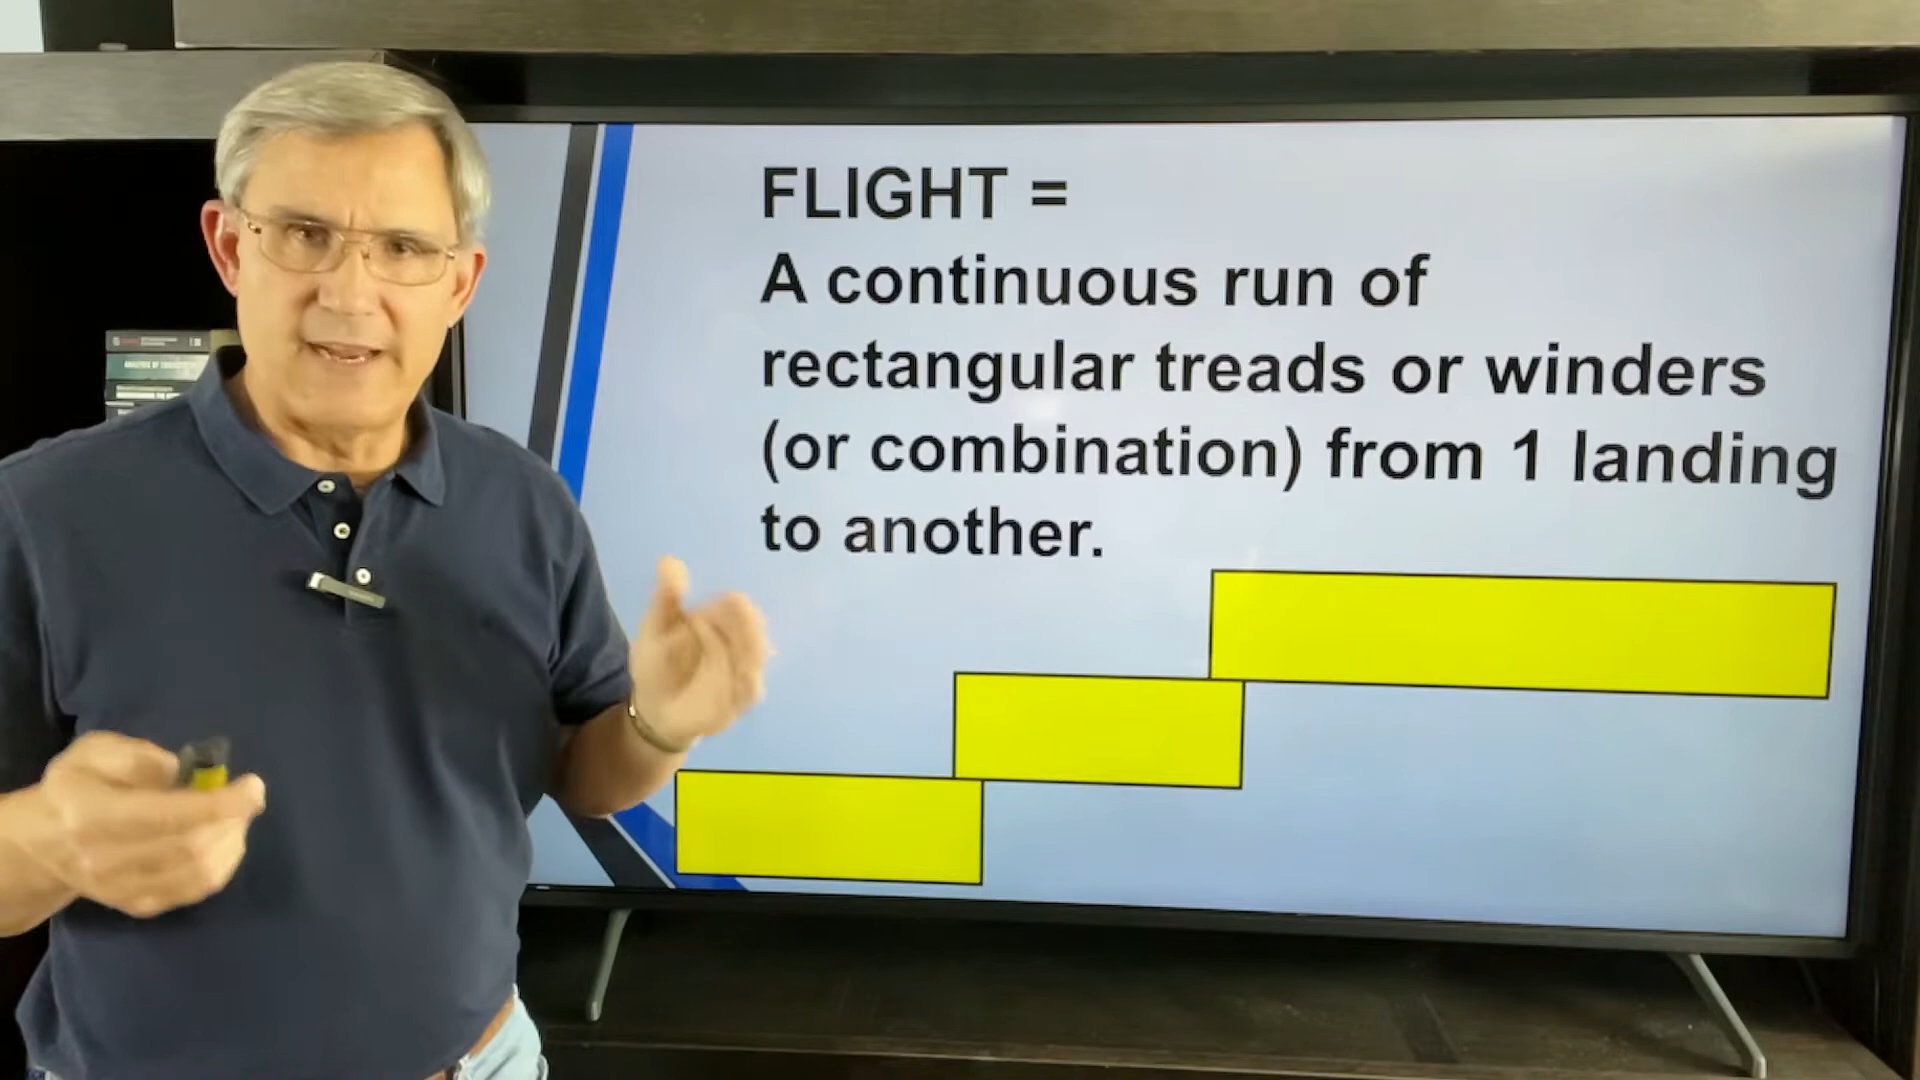 FLIGHT =
A continuous run of
rectangular treads or winders
(or combination) from 1 landing
to another.